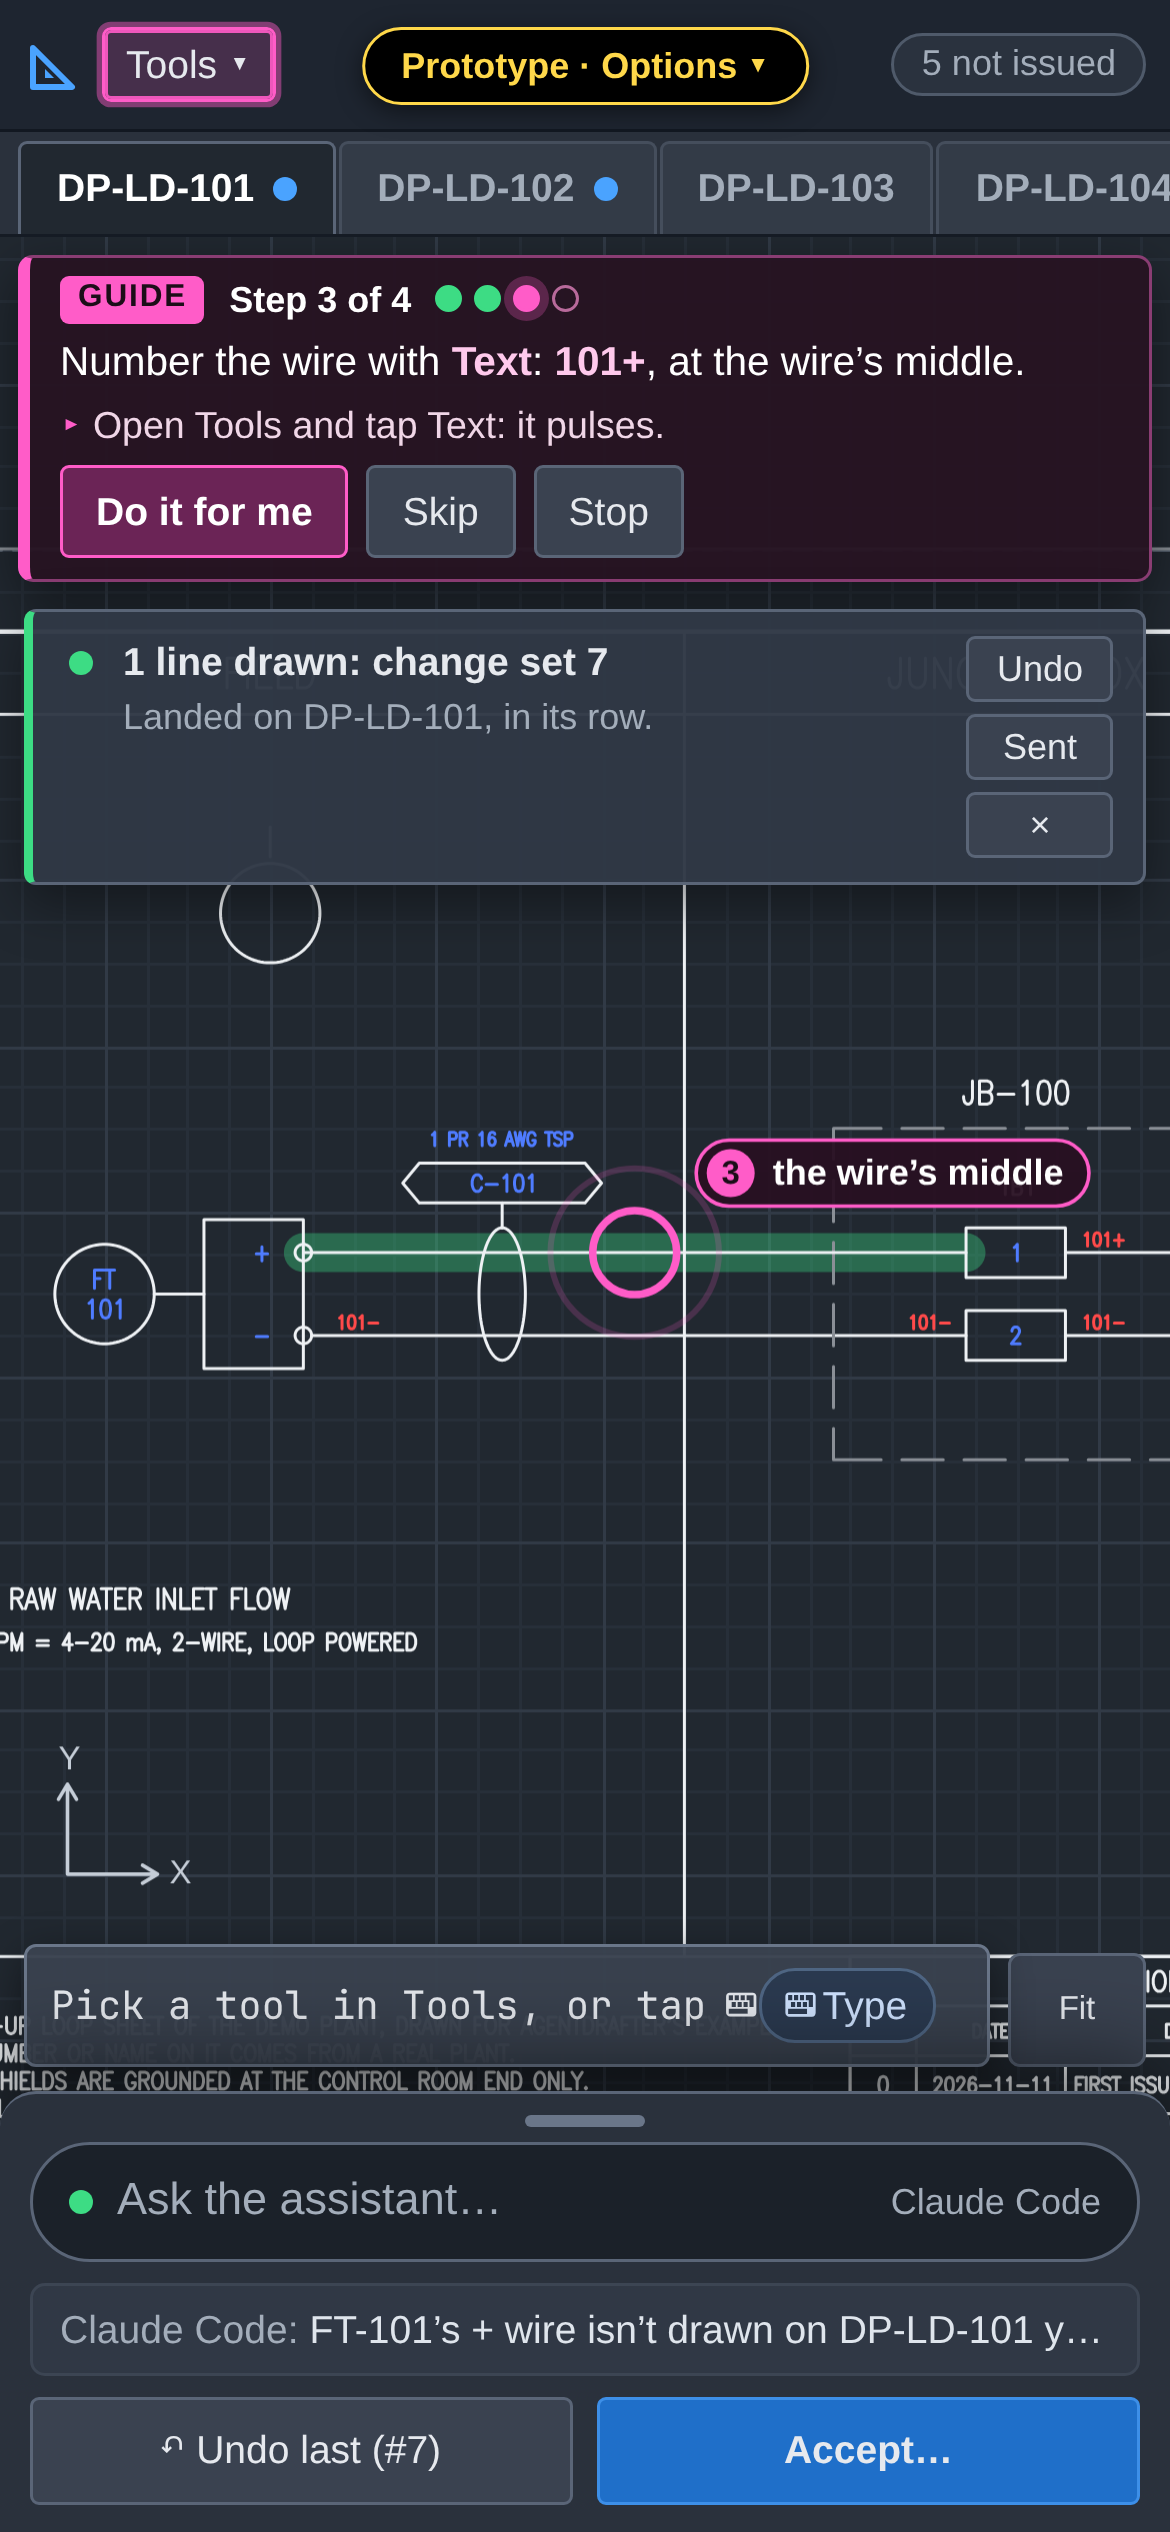 Tools ▼
Prototype · Options ▼
5 not issued
DP-LD-101
DP-LD-102
DP-LD-103
DP-LD-104
GUIDE
Step 3 of 4
Number the wire with Text: 101+, at the wire’s middle.
▸ Open Tools and tap Text: it pulses.
Do it for me
Skip
Stop
1 line drawn: change set 7
Landed on DP-LD-101, in its row.
Undo
Sent
×
JB-100
1 PR 16 AWG TSP
C-101
3 the wire’s middle
+
1
101+
FT
101
−
101-
101-
2
101-
RAW WATER INLET FLOW
PM = 4-20 mA, 2-WIRE, LOOP POWERED
Y
X
Pick a tool in Tools, or tap ⌨
⌨ Type
Fit
HIELDS ARE GROUNDED AT THE CONTROL ROOM END ONLY.
0
2026-11-11
FIRST ISSU
Ask the assistant…
Claude Code
Claude Code: FT-101’s + wire isn’t drawn on DP-LD-101 y…
↶ Undo last (#7)
Accept…